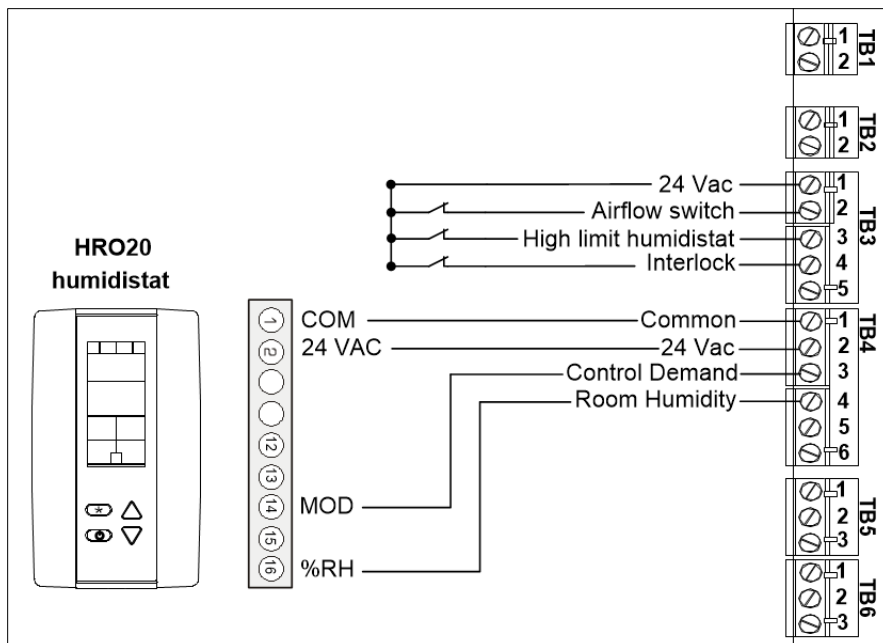 1
2
TB1
1
2
TB2
24 Vac
1
Airflow switch
2
High limit humidistat
3
Interlock
4
5
TB3
HRO20
humidistat
1 COM
Common
1
2 24 VAC
24 Vac
2
Control Demand
3
Room Humidity
4
5
6
TB4
12
13
14 MOD
15
16 %RH
1
2
3
TB5
1
2
3
TB6